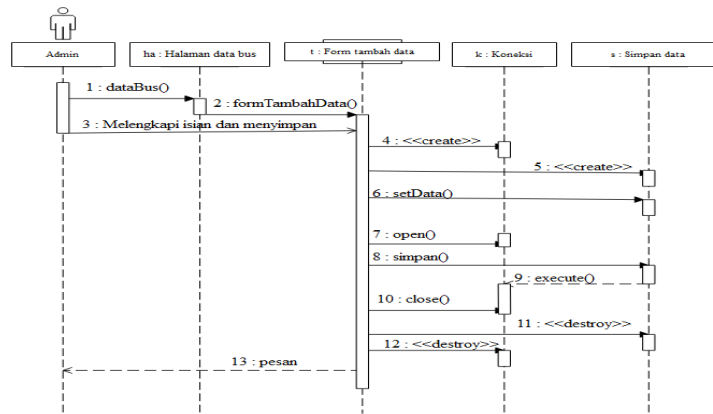 Admin
ha : Halaman data bus
t : Form tambah data
k : Koneksi
s : Simpan data
1 : dataBus()
2 : formTambahData()
3 : Melengkapi isian dan menyimpan
4 : <<create>>
5 : <<create>>
6 : setData()
7 : open()
8 : simpan()
9 : execute()
10 : close()
11 : <<destroy>>
12 : <<destroy>>
13 : pesan